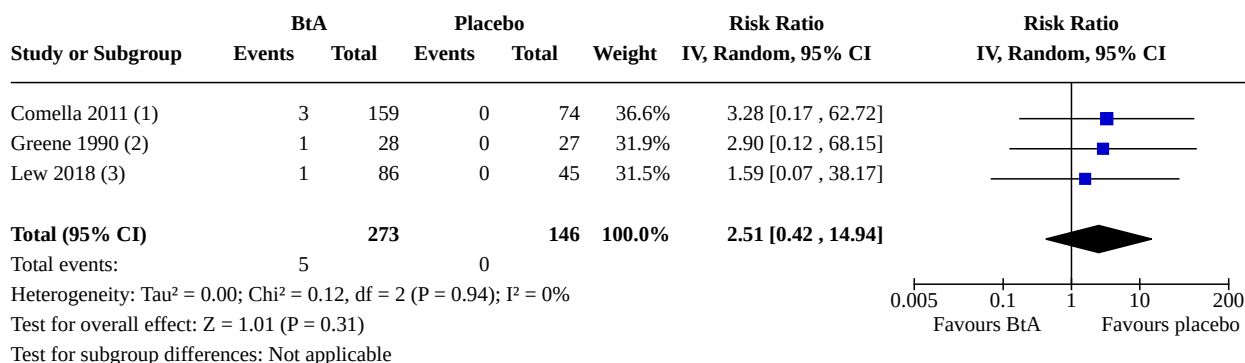 BtA Placebo Risk Ratio Risk Ratio
Study or Subgroup Events Total Events Total Weight IV, Random, 95% CI IV, Random, 95% CI
Comella 2011 (1) 3 159 0 74 36.6% 3.28 [0.17 , 62.72]
Greene 1990 (2) 1 28 0 27 31.9% 2.90 [0.12 , 68.15]
Lew 2018 (3) 1 86 0 45 31.5% 1.59 [0.07 , 38.17]
Total (95% CI) 273 146 100.0% 2.51 [0.42 , 14.94]
Total events: 5 0
Heterogeneity: Tau² = 0.00; Chi² = 0.12, df = 2 (P = 0.94); I² = 0%
0.005 0.1 1 10 200
Test for overall effect: Z = 1.01 (P = 0.31) Favours BtA Favours placebo
Test for subgroup differences: Not applicable